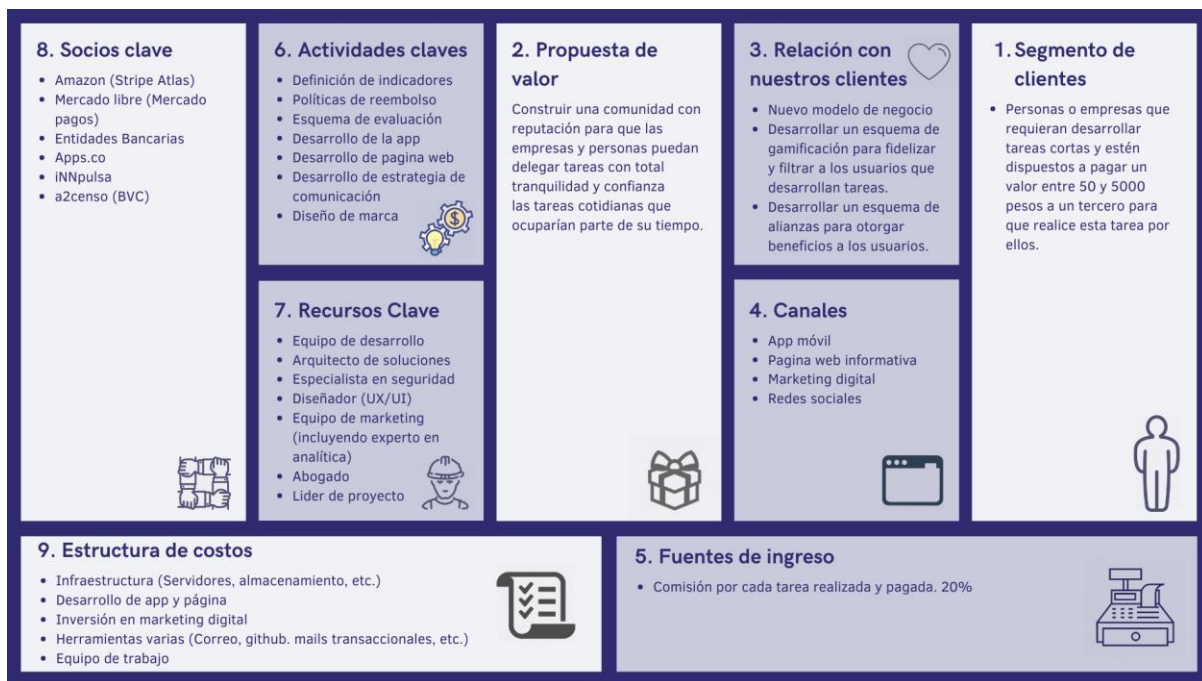 8. Socios clave
• Amazon (Stripe Atlas)
• Mercado libre (Mercado
pagos)
• Entidades Bancarias
• Apps.co
• iNNpulsa
• a2censo (BVC)
6. Actividades claves
• Definición de indicadores
• Políticas de reembolso
• Esquema de evaluación
• Desarrollo de la app
• Desarrollo de pagina web
• Desarrollo de estrategia de
comunicación
• Diseño de marca
7. Recursos Clave
• Equipo de desarrollo
• Arquitecto de soluciones
• Especialista en seguridad
• Diseñador (UX/UI)
• Equipo de marketing
(incluyendo experto en
analítica)
• Abogado
• Lider de proyecto
2. Propuesta de
valor
Construir una comunidad con
reputación para que las
empresas y personas puedan
delegar tareas con total
tranquilidad y confianza
las tareas cotidianas que
ocuparían parte de su tiempo.
3. Relación con
nuestros clientes
• Nuevo modelo de negocio
• Desarrollar un esquema de
gamificación para fidelizar
y filtrar a los usuarios que
desarrollan tareas.
• Desarrollar un esquema de
alianzas para otorgar
beneficios a los usuarios.
4. Canales
• App móvil
• Pagina web informativa
• Marketing digital
• Redes sociales
1. Segmento de
clientes
• Personas o empresas que
requieran desarrollar
tareas cortas y estén
dispuestos a pagar un
valor entre 50 y 5000
pesos a un tercero para
que realice esta tarea por
ellos.
9. Estructura de costos
• Infraestructura (Servidores, almacenamiento, etc.)
• Desarrollo de app y página
• Inversión en marketing digital
• Herramientas varias (Correo, github. mails transaccionales, etc.)
• Equipo de trabajo
5. Fuentes de ingreso
• Comisión por cada tarea realizada y pagada. 20%